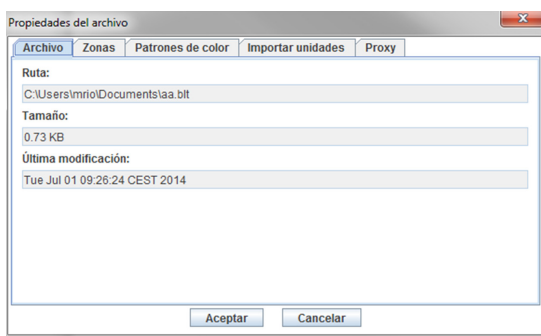 Propiedades del archivo
Archivo Zonas Patrones de color Importar unidades Proxy
Ruta:
C:\Users\mrio\Documents\aa.blt
Tamaño:
0.73 KB
Última modificación:
Tue Jul 01 09:26:24 CEST 2014
Aceptar Cancelar